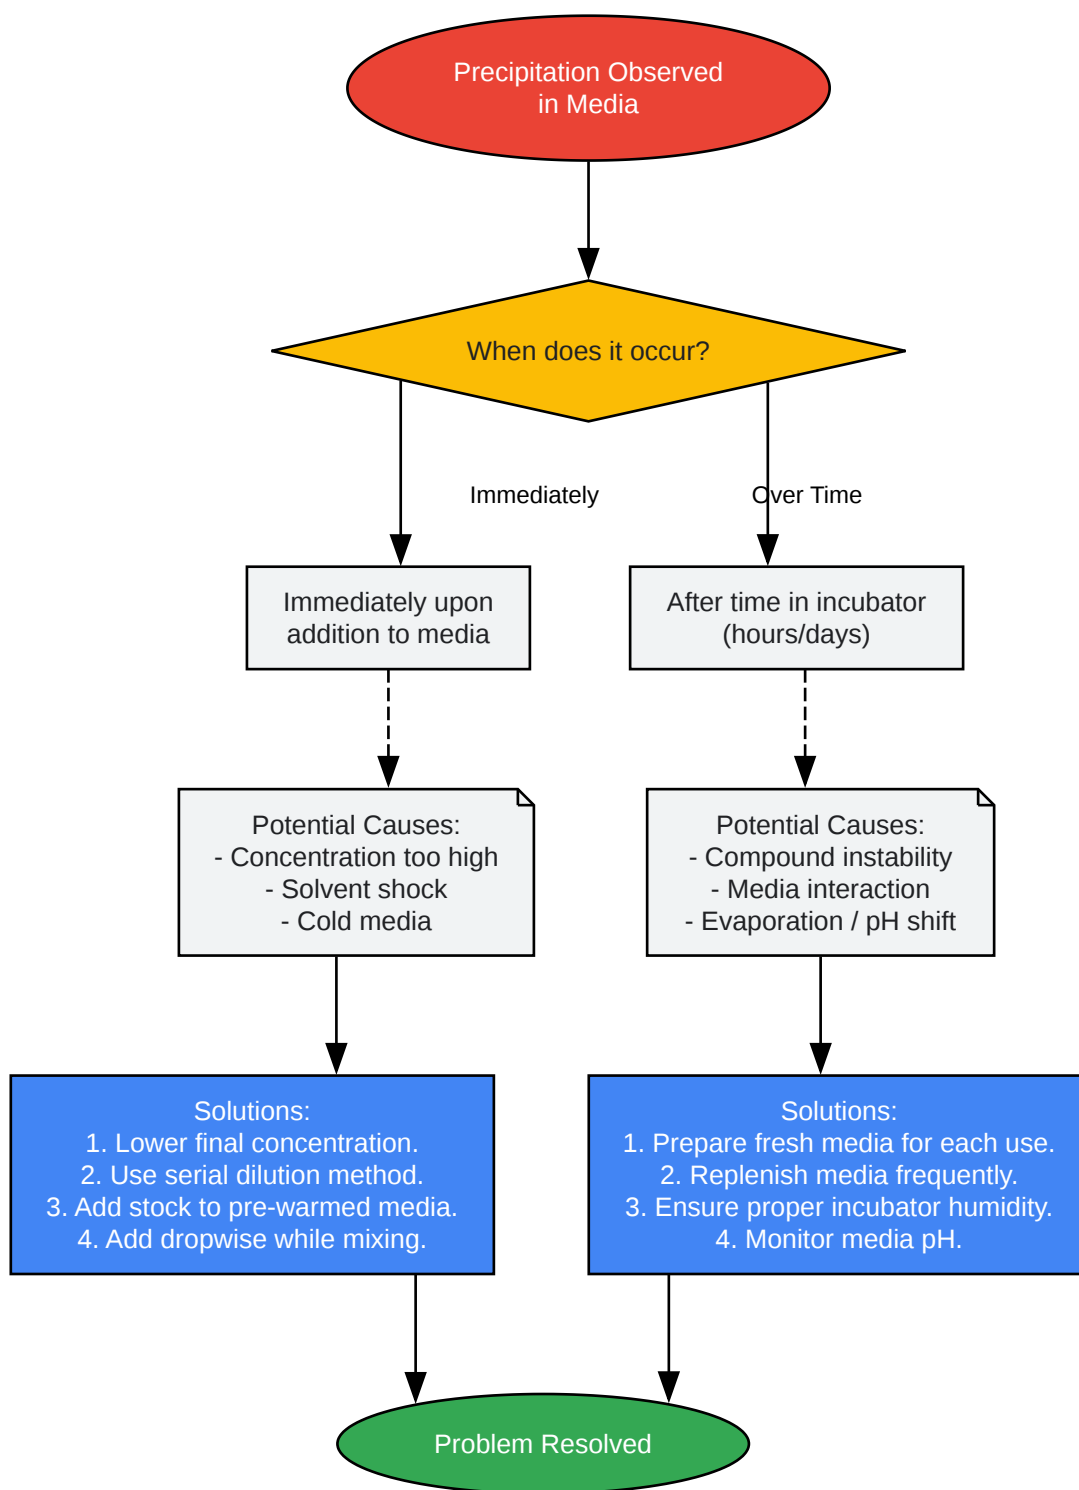 Precipitation Observed
in Media
When does it occur?
Immediately
Over Time
Immediately upon
addition to media
After time in incubator
(hours/days)
Potential Causes:
- Concentration too high
- Solvent shock
- Cold media
Potential Causes:
- Compound instability
- Media interaction
- Evaporation / pH shift
Solutions:
1. Lower final concentration.
2. Use serial dilution method.
3. Add stock to pre-warmed media.
4. Add dropwise while mixing.
Solutions:
1. Prepare fresh media for each use.
2. Replenish media frequently.
3. Ensure proper incubator humidity.
4. Monitor media pH.
Problem Resolved